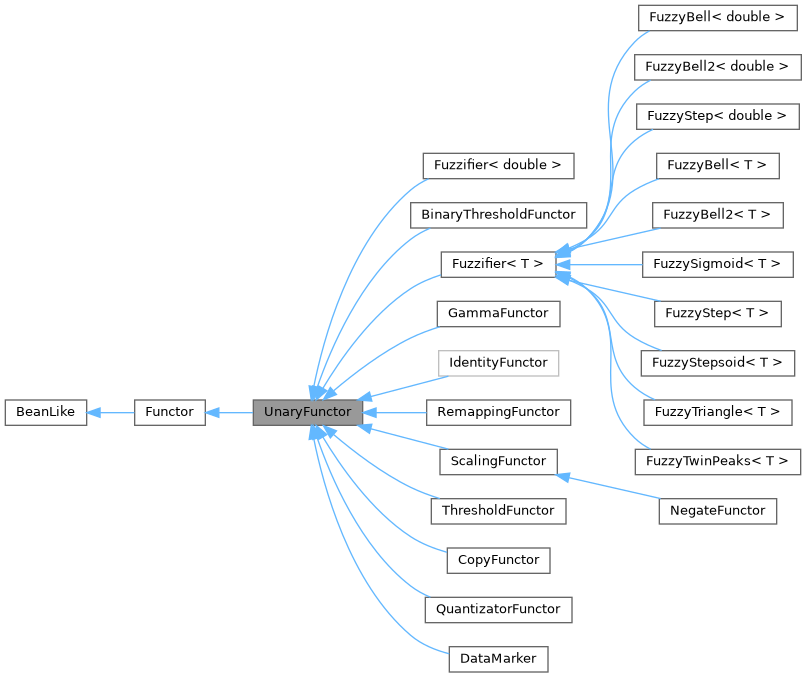 FuzzyBell< double >
FuzzyBell2< double >
FuzzyStep< double >
Fuzzifier< double >
FuzzyBell< T >
BinaryThresholdFunctor
FuzzyBell2< T >
Fuzzifier< T >
FuzzySigmoid< T >
GammaFunctor
FuzzyStep< T >
IdentityFunctor
FuzzyStepsoid< T >
BeanLike
Functor
UnaryFunctor
RemappingFunctor
FuzzyTriangle< T >
ScalingFunctor
FuzzyTwinPeaks< T >
ThresholdFunctor
NegateFunctor
CopyFunctor
QuantizatorFunctor
DataMarker